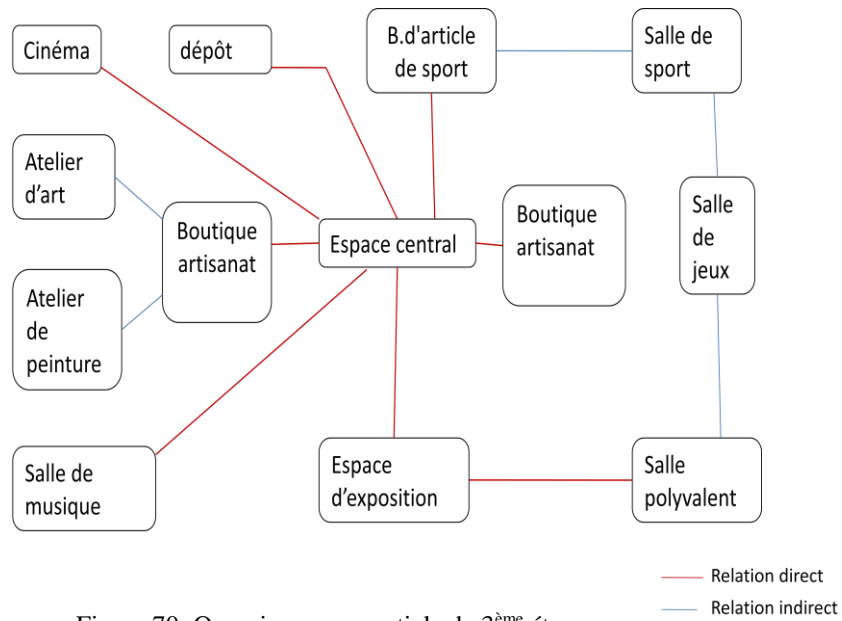 Cinéma
dépôt
B.d'article
de sport
Salle de
sport
Atelier
d'art
Boutique
artisanat
Espace central
Boutique
artisanat
Salle
de
jeux
Atelier
de
peinture
Salle de
musique
Espace
d'exposition
Salle
polyvalent
Relation direct
Relation indirect